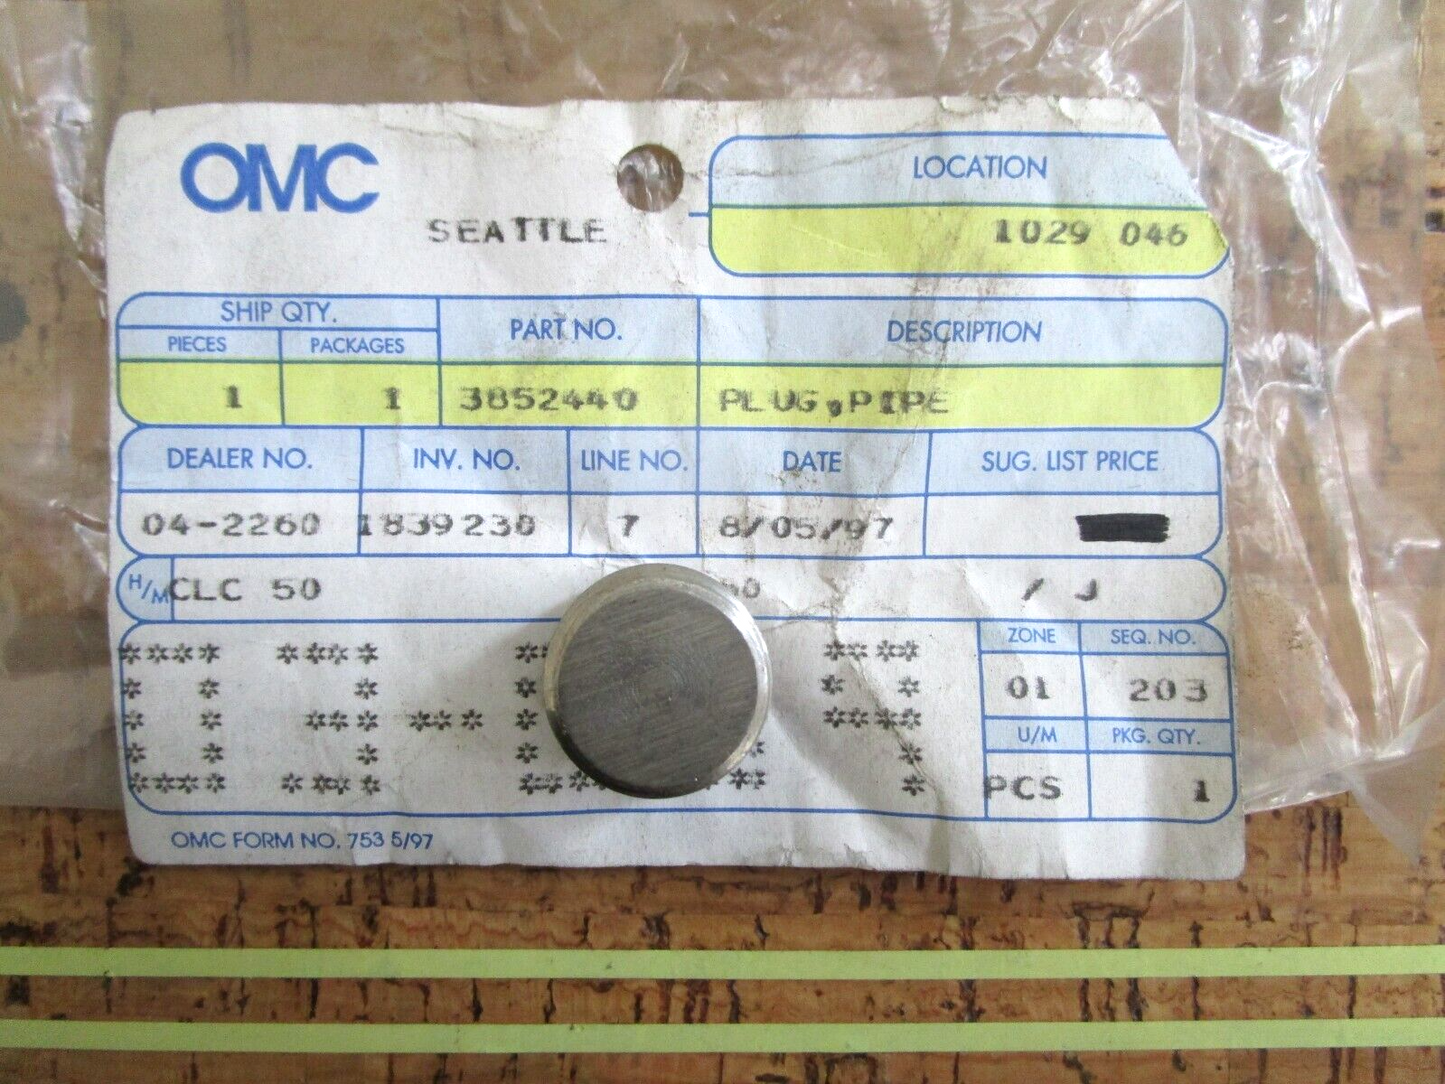 OMC
LOCATION
SEATTLE
1029 046
SHIP QTY.
PIECES PACKAGES PART NO. DESCRIPTION
1 1 3852440 PLUG,PIPE
DEALER NO. INV. NO. LINE NO. DATE SUG. LIST PRICE
04-2260 1839230 7 8/05/97
H/M CLC 50 / J
ZONE SEQ. NO.
01 203
U/M PKG. QTY.
PCS 1
OMC FORM NO. 753 5/97